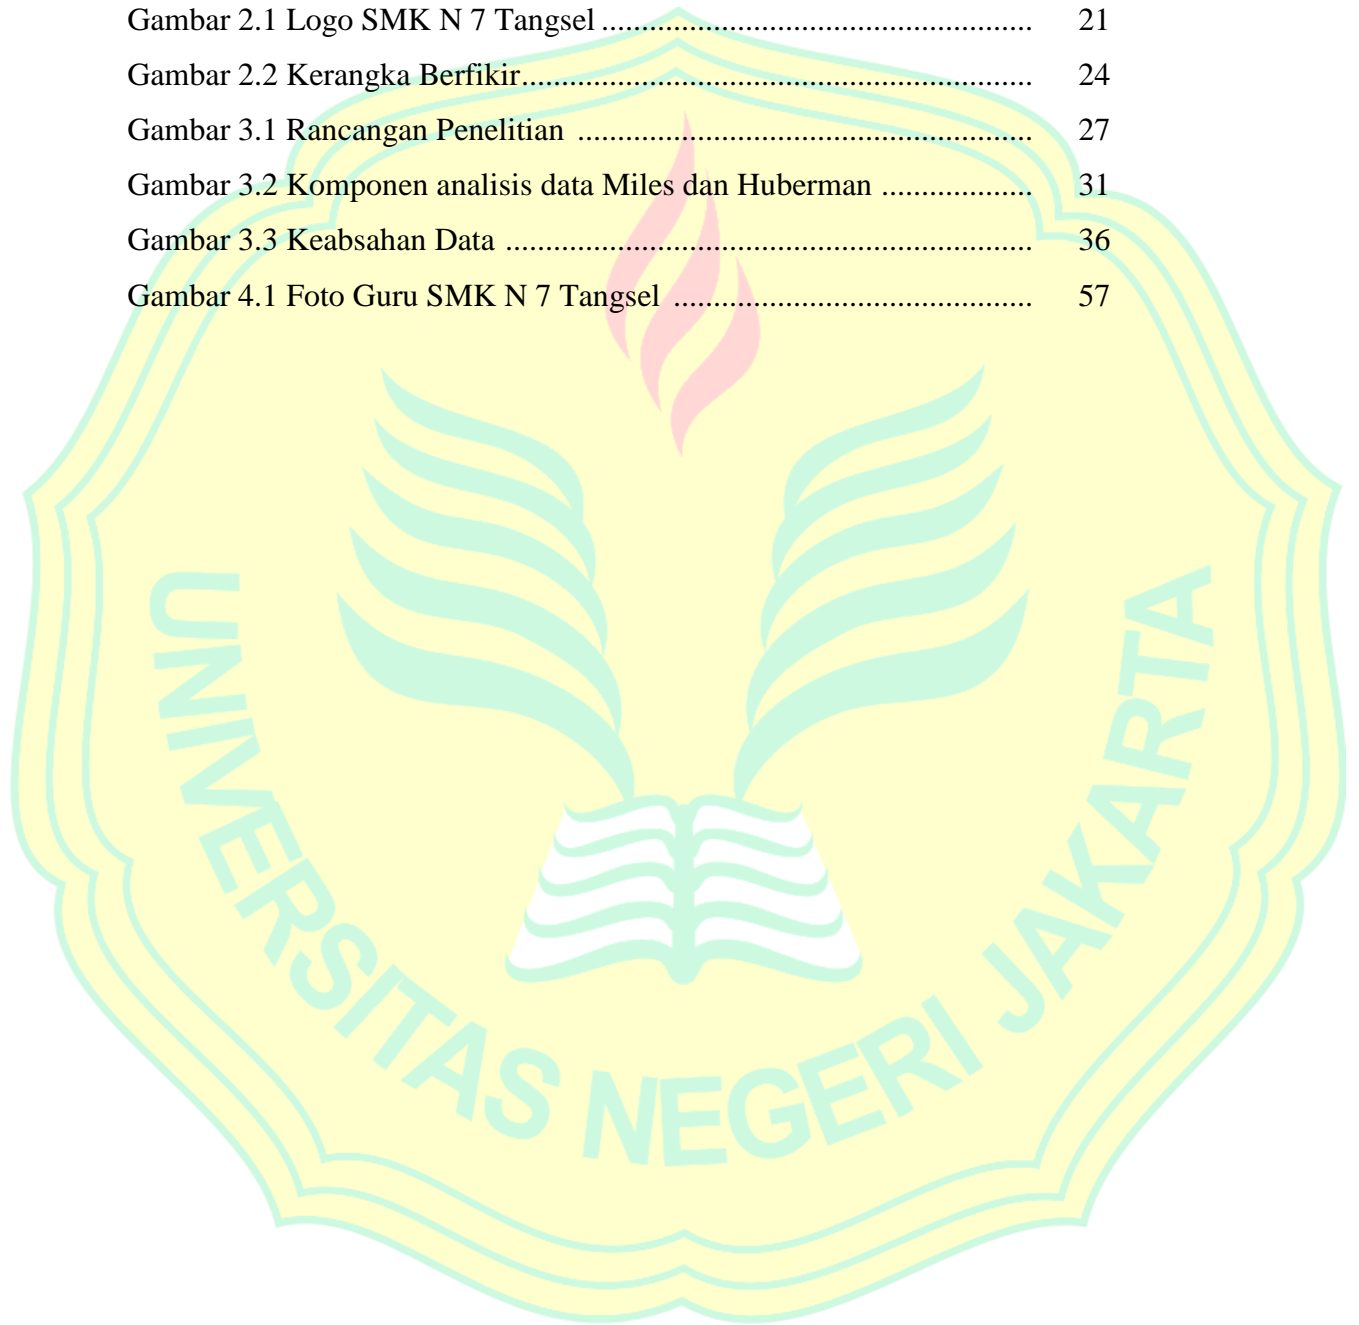 Gambar 2.1 Logo SMK N 7 Tangsel ...................................................... 21
Gambar 2.2 Kerangka Berfikir................................................................ 24
Gambar 3.1 Rancangan Penelitian ......................................................... 27
Gambar 3.2 Komponen analisis data Miles dan Huberman ................... 31
Gambar 3.3 Keabsahan Data .................................................................. 36
Gambar 4.1 Foto Guru SMK N 7 Tangsel ............................................. 57
UNIVERSITAS NEGERI JAKARTA